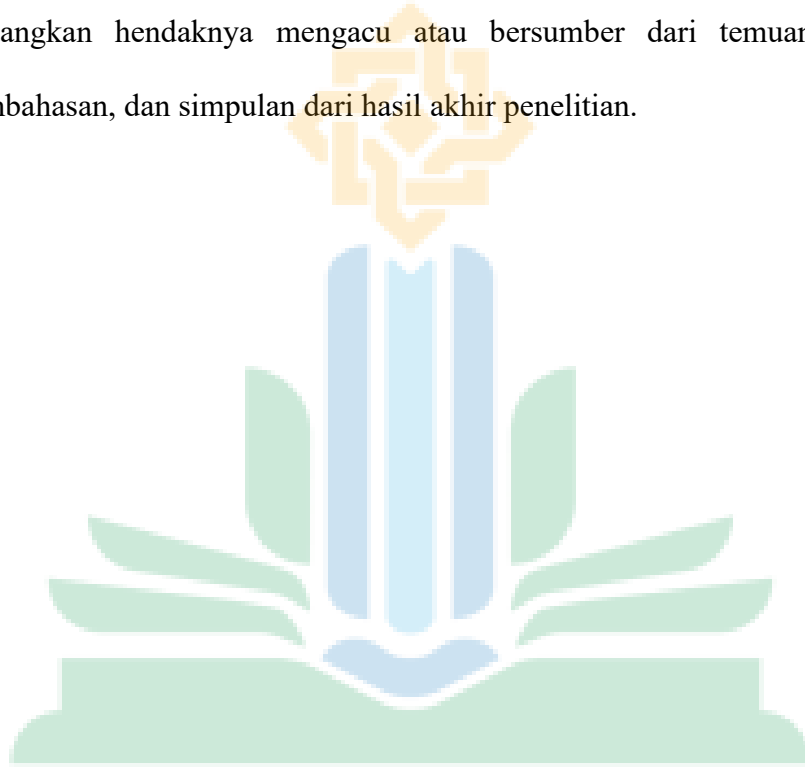 angkan hendaknya mengacu atau bersumber dari temuan
nbahasan, dan simpulan dari hasil akhir penelitian.